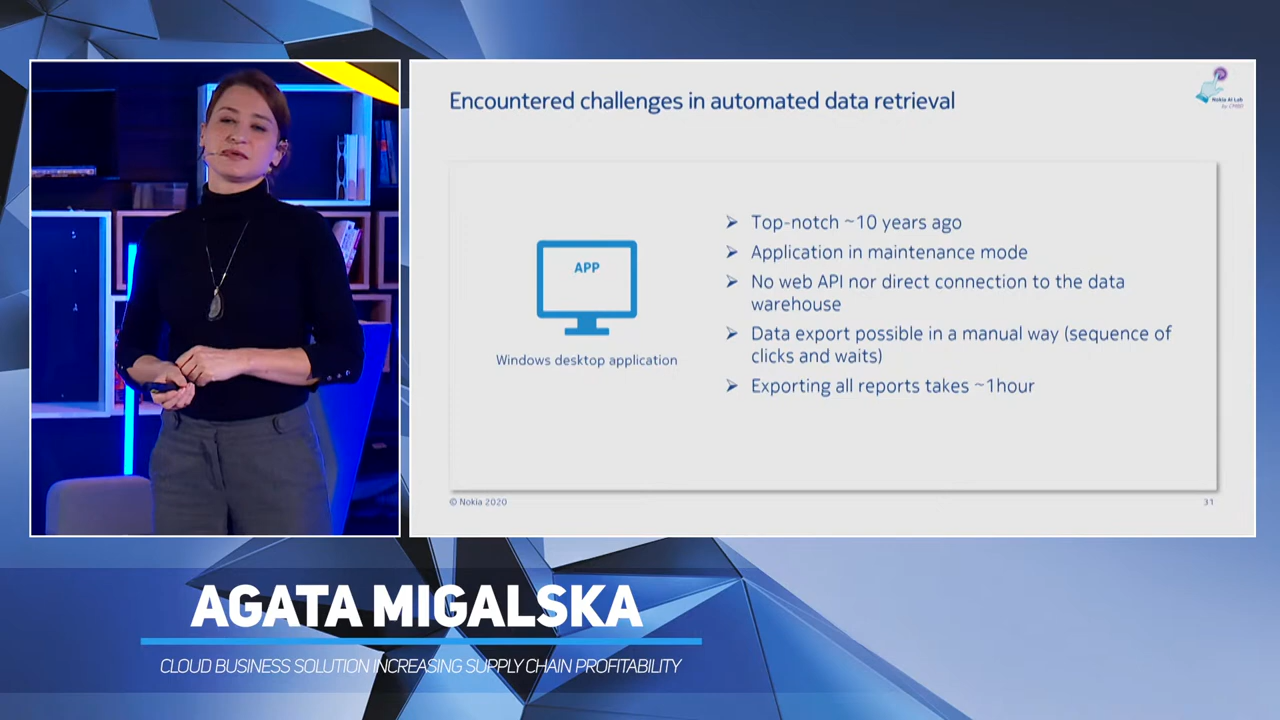 Encountered challenges in automated data retrieval
Nokia AI Lab
APP
Windows desktop application
➢ Top-notch ~10 years ago
➢ Application in maintenance mode
➢ No web API nor direct connection to the data
warehouse
➢ Data export possible in a manual way (sequence of
clicks and waits)
➢ Exporting all reports takes ~1hour
© Nokia 2020
31
AGATA MIGALSKA
CLOUD BUSINESS SOLUTION INCREASING SUPPLY CHAIN PROFITABILITY